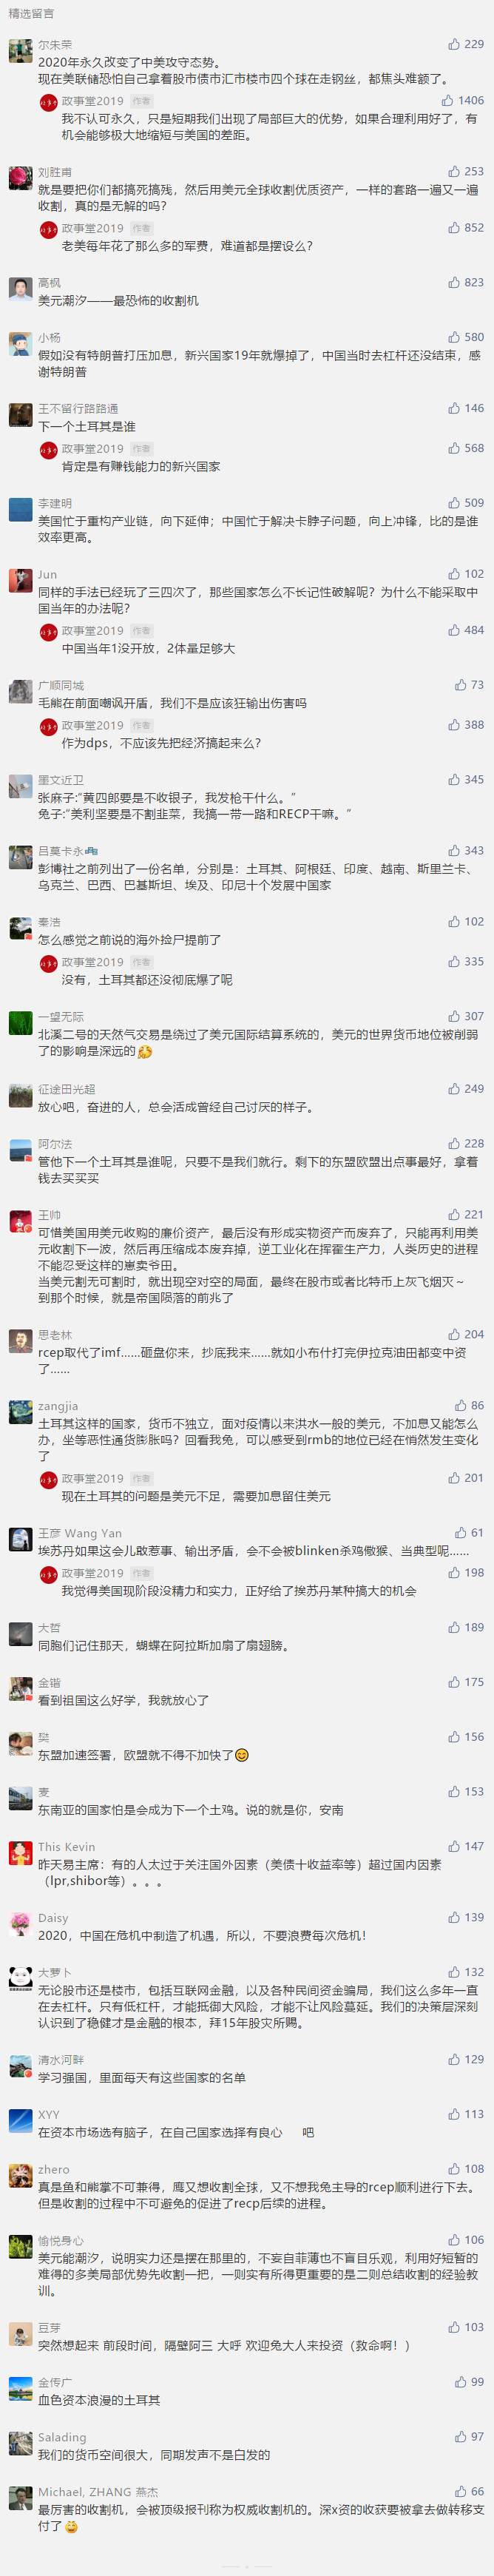 精选留言
尔朱荣
229
2020年永久改变了中美攻守态势。
现在美联储恐怕自己拿着股市债市汇市楼市四个球在走钢丝，都焦头难额了。
政事堂2019 作者
1406
我不认可永久，只是短期我们出现了局部巨大的优势，如果合理利用好了，有
机会能够极大地缩短与美国的差距。
刘胜甫
253
就是要把你们都搞死搞残，然后用美元全球收割优质资产，一样的套路一遍又一遍
收割，真的是无解的吗？
政事堂2019 作者
852
老美每年花了那么多的军费，难道都是摆设么？
高枫
823
美元潮汐——最恐怖的收割机
小杨
580
假如没有特朗普打压加息，新兴国家19年就爆掉了，中国当时去杠杆还没结束，感
谢特朗普
王不留行路路通
146
下一个土耳其是谁
政事堂2019 作者
568
肯定是有赚钱能力的新兴国家
李建明
509
美国忙于重构产业链，向下延伸；中国忙于解决卡脖子问题，向上冲锋，比的是谁
效率更高。
Jun
102
同样的手法已经玩了三四次了，那些国家怎么不长记性破解呢？为什么不能采取中
国当年的办法呢？
政事堂2019 作者
484
中国当年1没开放，2体量足够大
广顺同城
73
毛熊在前面嘲讽开盾，我们不是应该狂输出伤害吗
政事堂2019 作者
388
作为dps，不应该先把经济搞起来么？
墨文近卫
345
张麻子:“黄四郎要是不收银子，我发枪干什么。”
兔子:“美利坚要是不割韭菜，我搞一带一路和RECP干嘛。”
吕莫卡永
343
彭博社之前列出了一份名单，分别是：土耳其、阿根廷、印度、越南、斯里兰卡、
乌克兰、巴西、巴基斯坦、埃及、印尼十个发展中国家
秦浩
102
怎么感觉之前说的海外捡尸提前了
政事堂2019 作者
335
没有，土耳其都还没彻底爆了呢
一望无际
307
北溪二号的天然气交易是绕过了美元国际结算系统的，美元的世界货币地位被削弱
了的影响是深远的
征途田光超
249
放心吧，奋进的人，总会活成曾经自己讨厌的样子。
阿尔法
228
管他下一个土耳其是谁呢，只要不是我们就行。剩下的东盟欧盟出点事最好，拿着
钱去买买买
王帅
221
可惜美国用美元收购的廉价资产，最后没有形成实物资产而废弃了，只能再利用美
元收割下一波，然后再压缩成本废弃掉，逆工业化在挥霍生产力，人类历史的进程
不能忍受这样的崽卖爷田。
当美元割无可割时，就出现空对空的局面，最终在股市或者比特币上灰飞烟灭～
到那个时候，就是帝国陨落的前兆了
思老林
204
rcep取代了imf……砸盘你来，抄底我来……就如小布什打完伊拉克油田都变中资
了……
zangjia
86
土耳其这样的国家，货币不独立，面对疫情以来洪水一般的美元，不加息又能怎么
办，坐等恶性通货膨胀吗？回看我兔，可以感受到rmb的地位已经在悄然发生变化
了
政事堂2019 作者
201
现在土耳其的问题是美元不足，需要加息留住美元
王彦 Wang Yan
61
埃苏丹如果这会儿敢惹事、输出矛盾，会不会被blinken杀鸡儆猴、当典型呢……
政事堂2019 作者
198
我觉得美国现阶段没精力和实力，正好给了埃苏丹某种搞大的机会
大哲
189
同胞们记住那天，蝴蝶在阿拉斯加扇了扇翅膀。
金锴
175
看到祖国这么好学，我就放心了
樊
156
东盟加速签署，欧盟就不得不加快了
麦
153
东南亚的国家怕是会成为下一个土鸡。说的就是你，安南
This Kevin
147
昨天易主席：有的人太过于关注国外因素（美债十收益率等）超过国内因素
（lpr,shibor等）。。。
Daisy
139
2020，中国在危机中制造了机遇，所以，不要浪费每次危机！
大萝卜
132
无论股市还是楼市，包括互联网金融，以及各种民间资金骗局，我们这么多年一直
在去杠杆。只有低杠杆，才能抵御大风险，才能不让风险蔓延。我们的决策层深刻
认识到了稳健才是金融的根本，拜15年股灾所赐。
清水河畔
129
学习强国，里面每天有这些国家的名单
XYY
113
在资本市场选有脑子，在自己国家选择有良心 吧
zhero
108
真是鱼和熊掌不可兼得，鹰又想收割全球，又不想我兔主导的rcep顺利进行下去。
但是收割的过程中不可避免的促进了recp后续的进程。
愉悦身心
106
美元能潮汐，说明实力还是摆在那里的，不妄自菲薄也不盲目乐观，利用好短暂的
难得的多美局部优势先收割一把，一则实有所得更重要的是二则总结收割的经验教
训。
豆芽
103
突然想起来 前段时间，隔壁阿三 大呼 欢迎兔大人来投资（救命啊！）
金传广
99
血色资本浪漫的土耳其
Salading
97
我们的货币空间很大，同期发声不是白发的
Michael, ZHANG 燕杰
66
最厉害的收割机，会被顶级报刊称为权威收割机的。深x资的收获要被拿去做转移支
付了